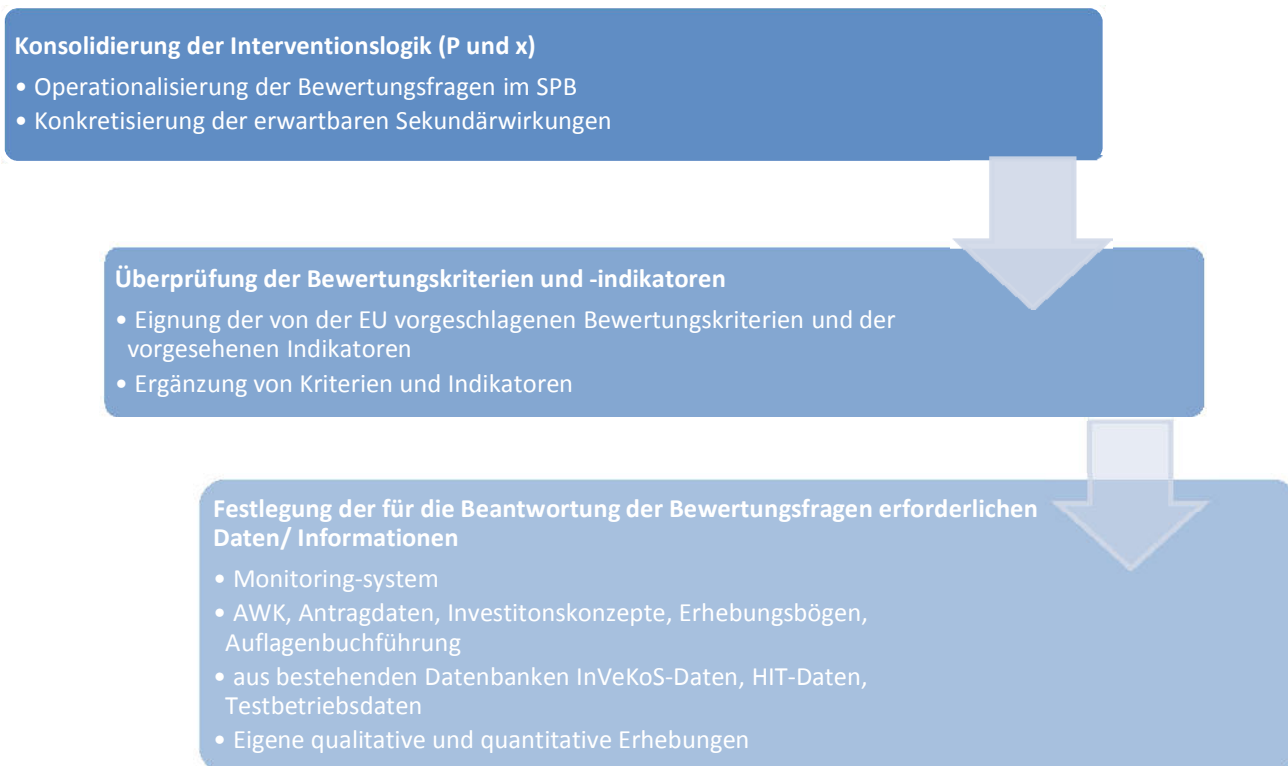 Konsolidierung der Interventionslogik (P und x)
• Operationalisierung der Bewertungsfragen im SPB
• Konkretisierung der erwartbaren Sekundärwirkungen
Überprüfung der Bewertungskriterien und -indikatoren
• Eignung der von der EU vorgeschlagenen Bewertungskriterien und der
vorgesehenen Indikatoren
• Ergänzung von Kriterien und Indikatoren
Festlegung der für die Beantwortung der Bewertungsfragen erforderlichen
Daten/ Informationen
• Monitoring-system
• AWK, Antragdaten, Investitonskonzepte, Erhebungsbögen,
Auflagenbuchführung
• aus bestehenden Datenbanken InVeKoS-Daten, HIT-Daten,
Testbetriebsdaten
• Eigene qualitative und quantitative Erhebungen